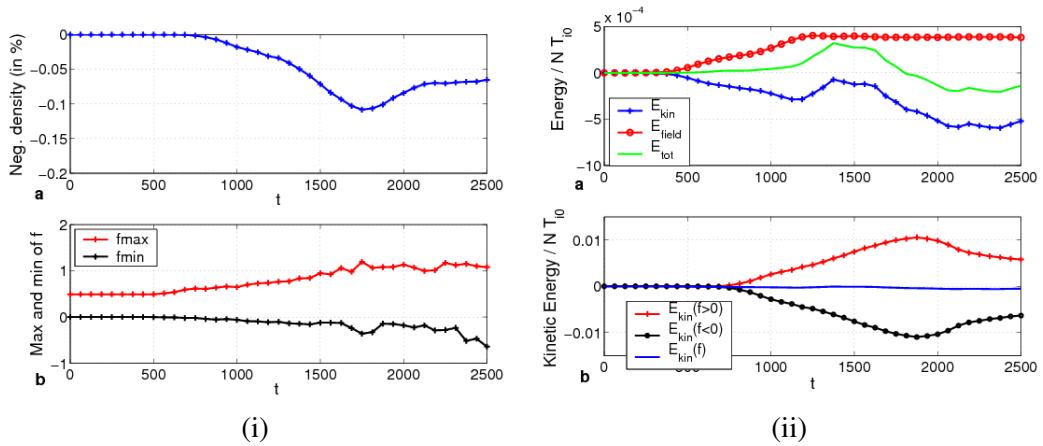 0
−0.05
−0.1
−0.15
−0.2
0 500 1000 1500 2000 2500
Neg. density (in %)
t
a
2
1
0
−1
0 500 1000 1500 2000 2500
Max and min of f
fmax
fmin
t
b
(i)
x 10⁻⁴
5
0
−5
−10
0 500 1000 1500 2000 2500
Energy / N T_i0
E_kin
E_field
E_tot
t
a
0.01
0
−0.01
0 500 1000 1500 2000 2500
Kinetic Energy / N T_i0
E_kin(f>0)
E_kin(f<0)
E_kin(f)
t
b
(ii)